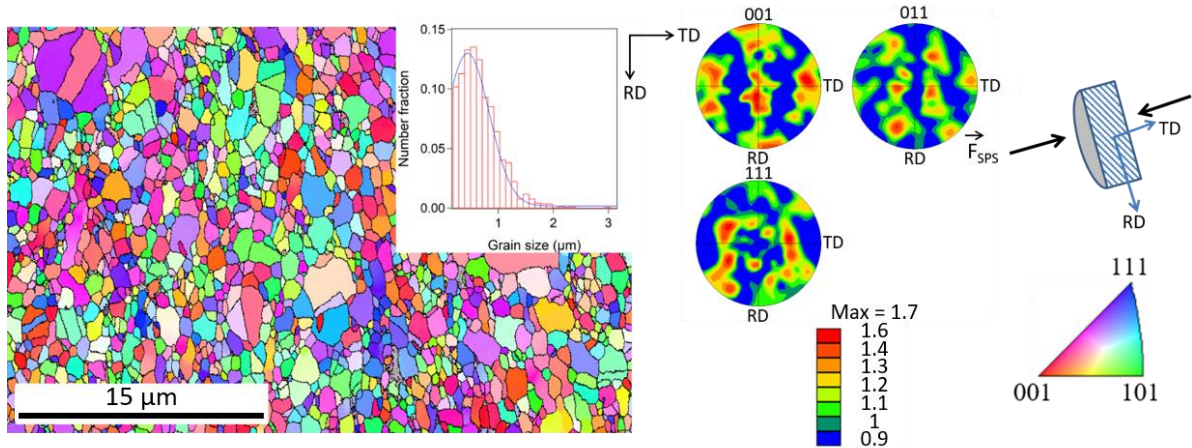 15 µm
0.15
0.10
0.05
0.00
Number fraction
1
2
3
Grain size (µm)
TD
RD
001
TD
RD
011
TD
RD
111
TD
RD
F_SPS
TD
RD
Max = 1.7
1.6
1.4
1.3
1.2
1.1
1
0.9
111
001
101